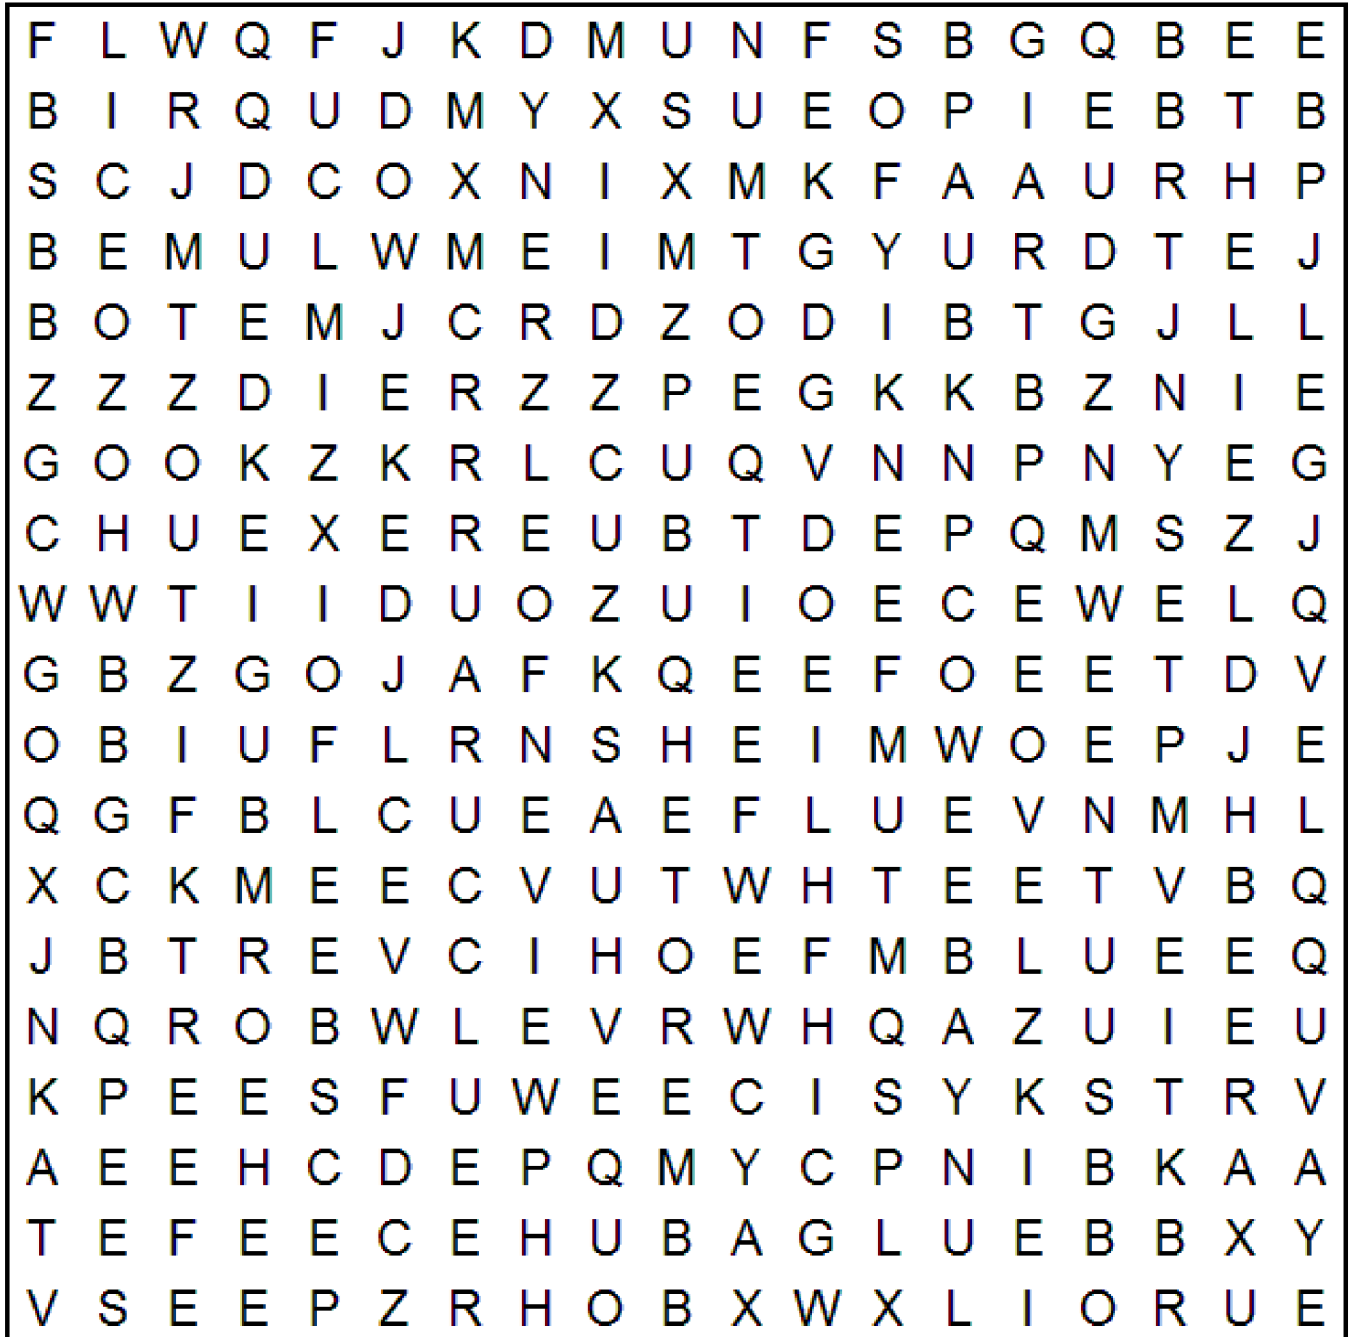 F L W Q F J K D M U N F S B G Q B E E
B I R Q U D M Y X S U E O P I E B T B
S C J D C O X N I X M K F A A U R H P
B E M U L W M E I M T G Y U R D T E J
B O T E M J C R D Z O D I B T G J L L
Z Z Z D I E R Z Z P E G K K B Z N I E
G O O K Z K R L C U Q V N N P N Y E G
C H U E X E R E U B T D E P Q M S Z J
W W T I I D U O Z U I O E C E W E L Q
G B Z G O J A F K Q E E F O E E T D V
O B I U F L R N S H E I M W O E P J E
Q G F B L C U E A E F L U E V N M H L
X C K M E E C V U T W H T E E T V B Q
J B T R E V C I H O E F M B L U E E Q
N Q R O B W L E V R W H Q A Z U I E U
K P E E S F U W E E C I S Y K S T R V
A E E H C D E P Q M Y C P N I B K A A
T E F E E C E H U B A G L U E B B X Y
V S E E P Z R H O B X W X L I O R U E